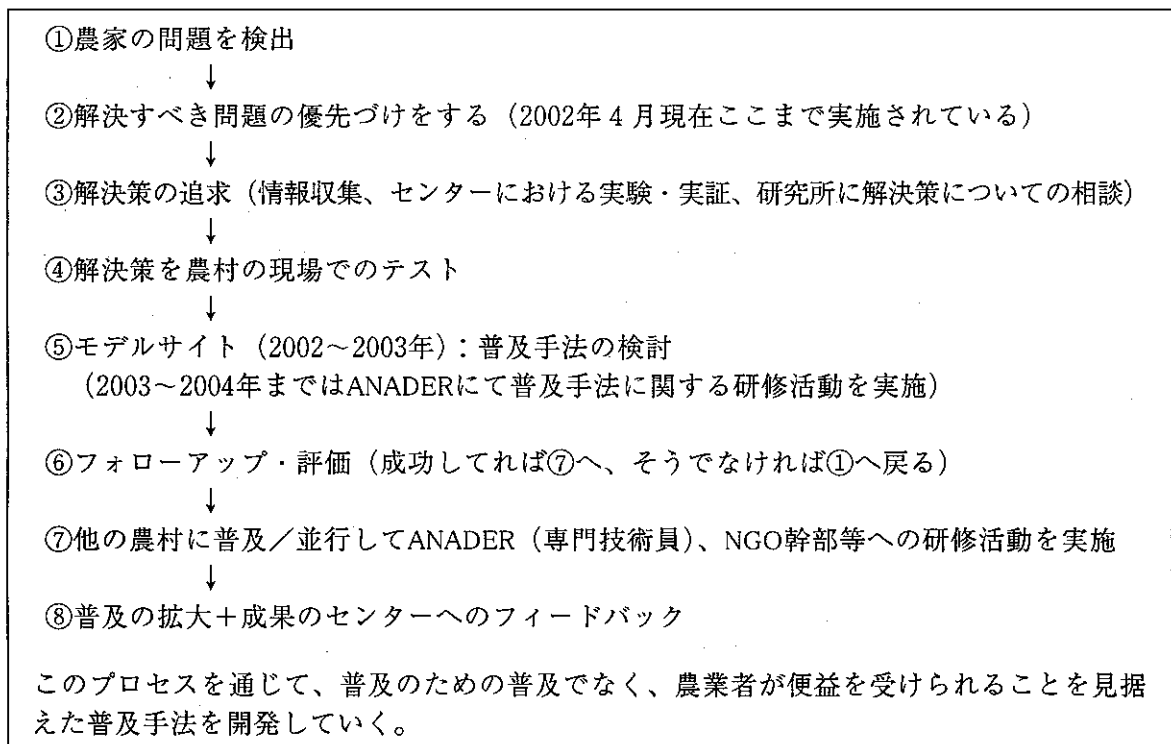 ①農家の問題を検出
↓
②解決すべき問題の優先づけをする（2002年4月現在ここまで実施されている）
↓
③解決策の追求（情報収集、センターにおける実験・実証、研究所に解決策についての相談）
↓
④解決策を農村の現場でのテスト
↓
⑤モデルサイト（2002～2003年）：普及手法の検討
（2003～2004年まではANADERにて普及手法に関する研修活動を実施）
↓
⑥フォローアップ・評価（成功してれば⑦へ、そうでなければ①へ戻る）
↓
⑦他の農村に普及／並行してANADER（専門技術員）、NGO幹部等への研修活動を実施
↓
⑧普及の拡大＋成果のセンターへのフィードバック
このプロセスを通じて、普及のための普及でなく、農業者が便益を受けられることを見据
えた普及手法を開発していく。